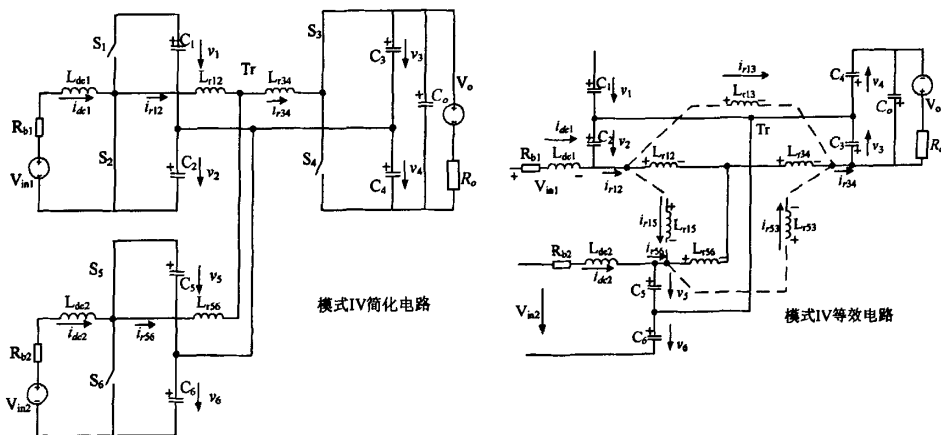 S1
C1
v1
Ldc1
idc1
Lr12
ir12
Tr
Lr34
ir34
S3
C3
v3
Co
Vo
Rb1
Vin1
S2
C2
v2
S4
C4
v4
Ro
S5
C5
v5
Ldc2
idc2
Lr56
ir56
Rb2
Vin2
S6
C6
v6
模式IV简化电路
C1
v1
ir13
Lr13
C4
v4
Co
Vo
idc1
C2
v2
Tr
C3
v3
Rb1
Ldc1
Vin1
Lr12
ir12
Lr34
ir34
ir15
Lr15
ir53
Lr53
Rb2
Ldc2
idc2
ir56
Lr56
C5
v5
Vin2
C6
v6
模式IV等效电路